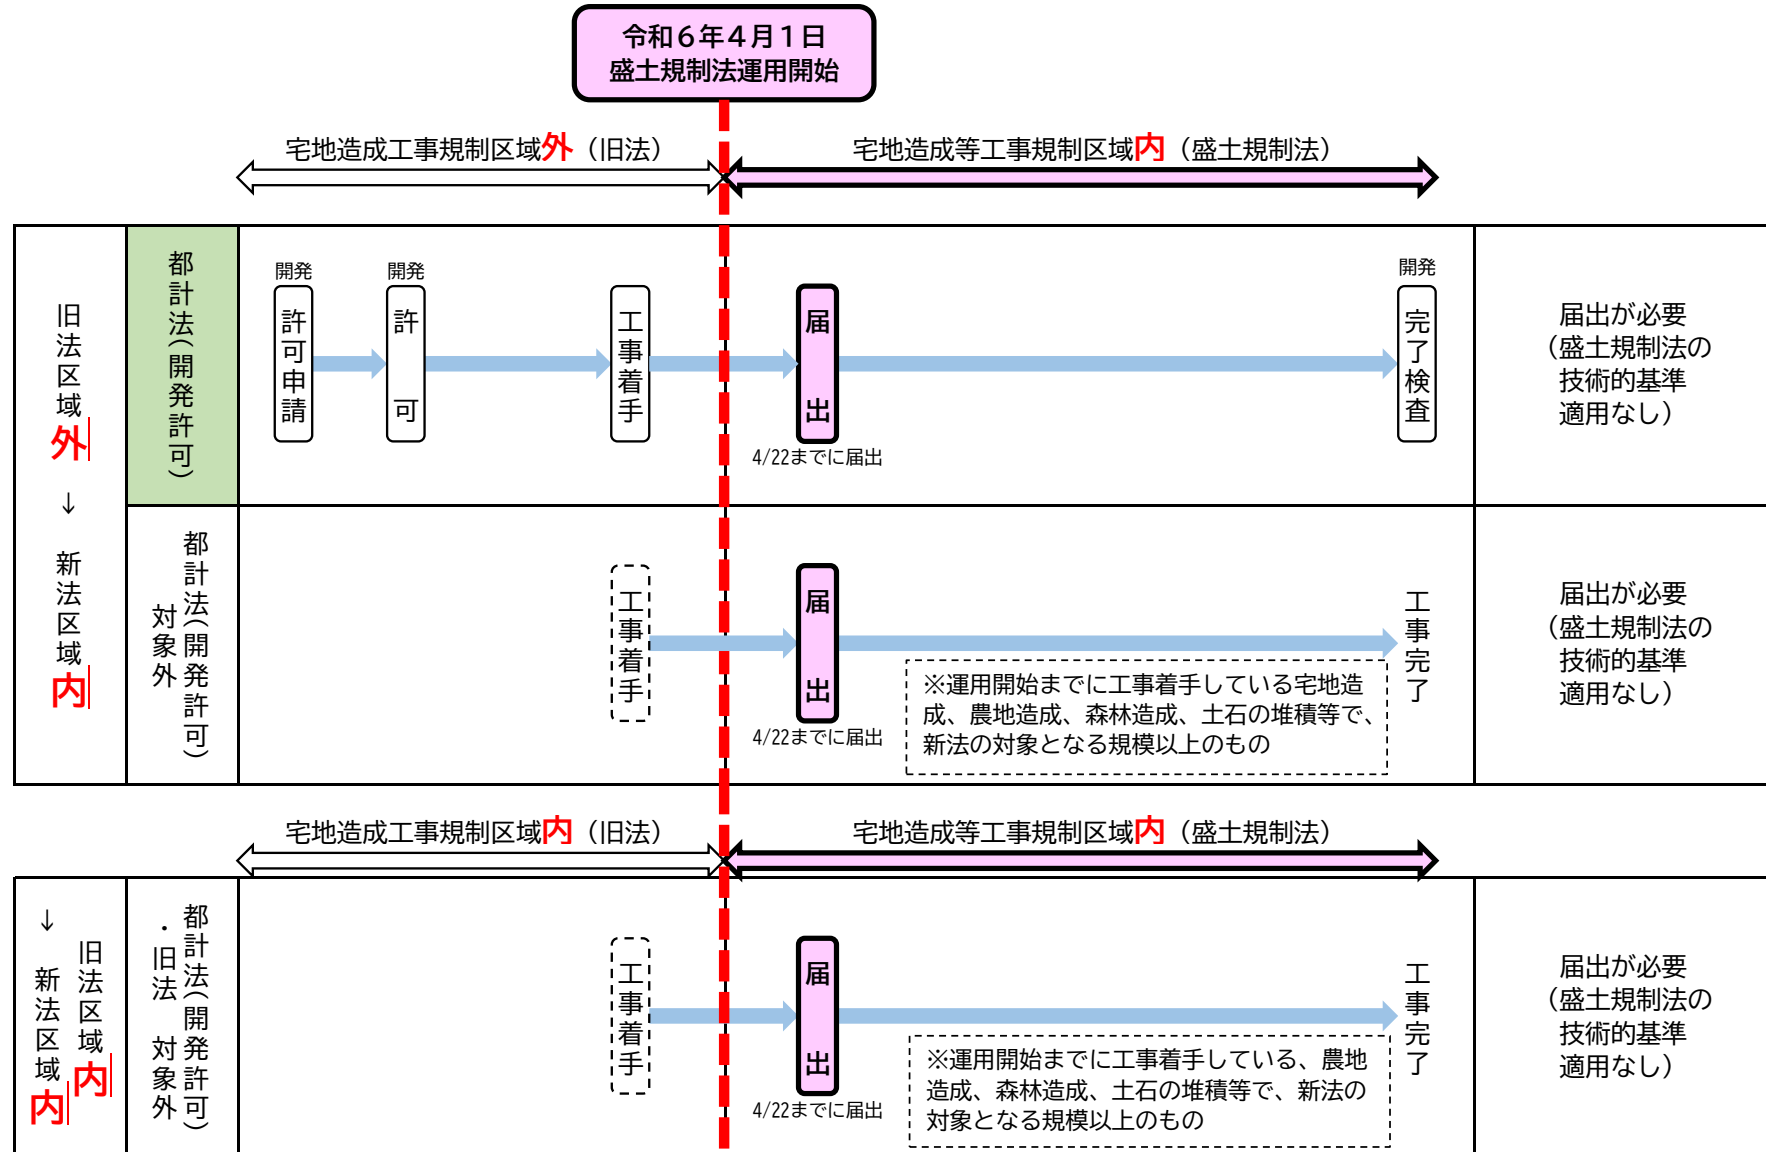 令和６年４月１日
盛土規制法運用開始
宅地造成工事規制区域外（旧法）
宅地造成等工事規制区域内（盛土規制法）
旧法区域外
↓
新法区域内
都計法（開発許可）
開発
許可申請
開発
許可
工事着手
届出
4/22までに届出
開発
完了検査
届出が必要
（盛土規制法の
技術的基準
適用なし）
都計法（開発許可）
対象外
工事着手
届出
4/22までに届出
工事完了
※運用開始までに工事着手している宅地造
成、農地造成、森林造成、土石の堆積等で、
新法の対象となる規模以上のもの
届出が必要
（盛土規制法の
技術的基準
適用なし）
宅地造成工事規制区域内（旧法）
宅地造成等工事規制区域内（盛土規制法）
旧法区域内
↓ 新法区域内
都計法（開発許可）
・旧法 対象外
工事着手
届出
4/22までに届出
工事完了
※運用開始までに工事着手している、農地
造成、森林造成、土石の堆積等で、新法の
対象となる規模以上のもの
届出が必要
（盛土規制法の
技術的基準
適用なし）